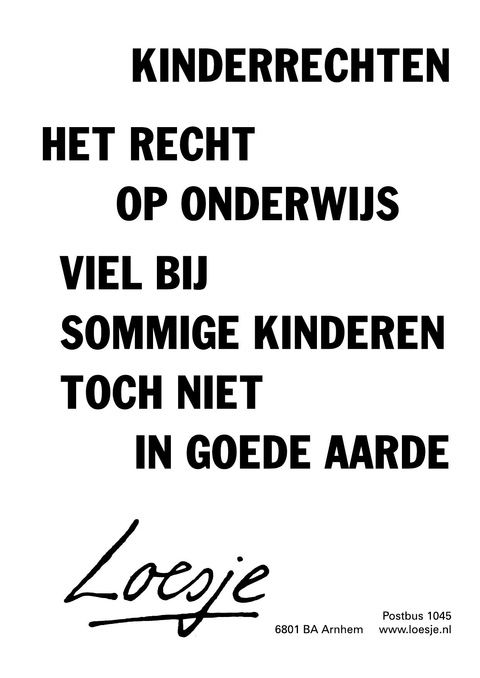 KINDERRECHTEN
HET RECHT
OP ONDERWIJS
VIEL BIJ
SOMMIGE KINDEREN
TOCH NIET
IN GOEDE AARDE
Loesje
Postbus 1045
6801 BA Arnhem www.loesje.nl